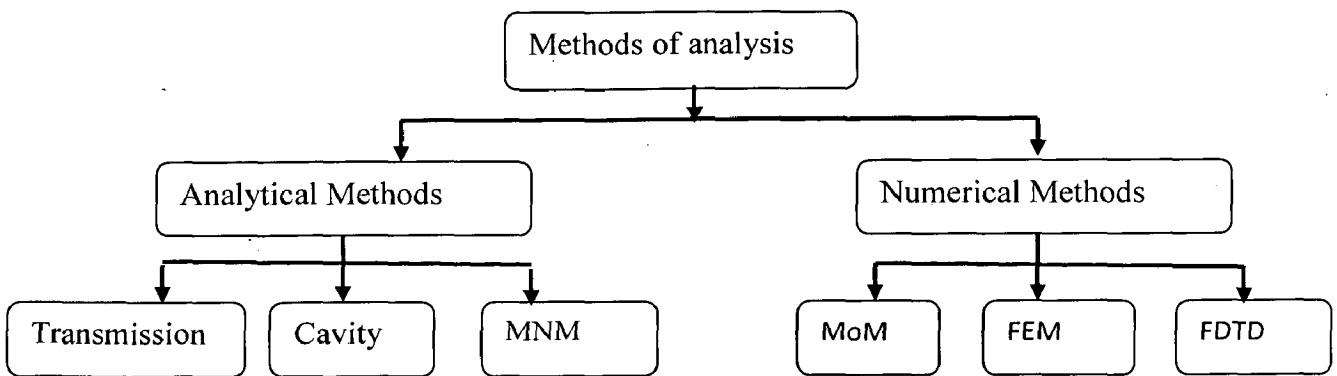 Methods of analysis
Analytical Methods
Numerical Methods
Transmission
Cavity
MNM
MoM
FEM
FDTD